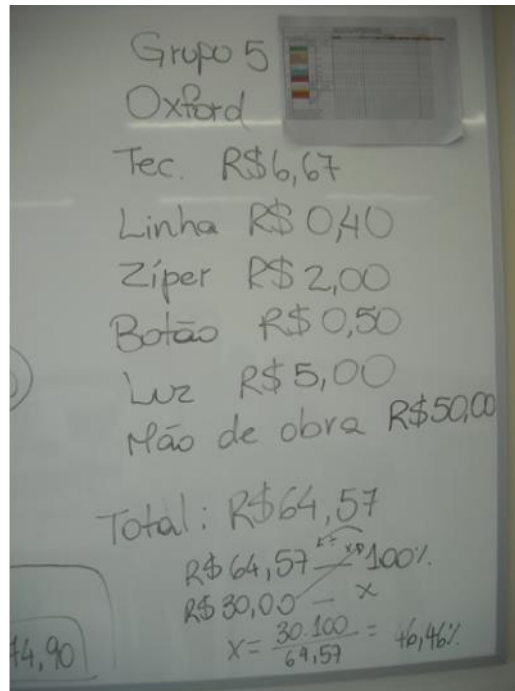 Grupo 5
Oxford
Tec. R$6,67
Linha R$ 0,40
Zíper R$ 2,00
Botão R$ 0,50
Luz R$ 5,00
Mão de obra R$50,00
Total: R$64,57
R$ 64,57 — 100%
R$ 30,00 — x
x = 30.100 / 64,57 = 46,46%
14,90